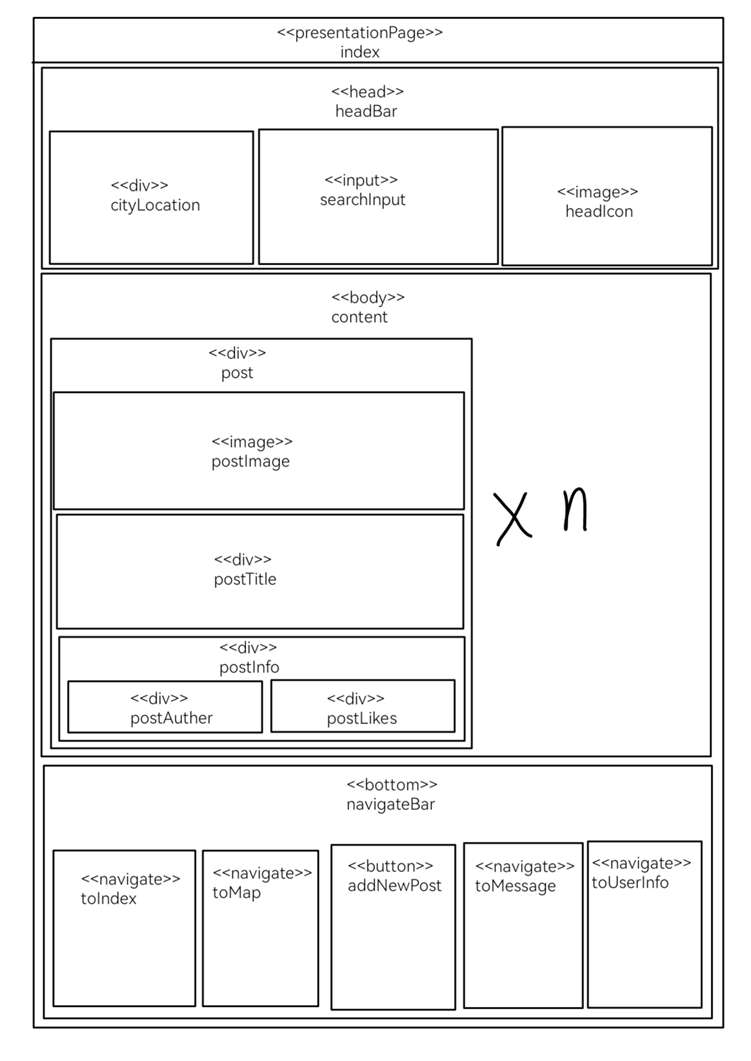 <<presentationPage>>
index
<<head>>
headBar
<<div>>
cityLocation
<<input>>
searchInput
<<image>>
headIcon
<<body>>
content
<<div>>
post
<<image>>
postImage
<<div>>
postTitle
<<div>>
postInfo
<<div>>
postAuther
<<div>>
postLikes
x n
<<bottom>>
navigateBar
<<navigate>>
toIndex
<<navigate>>
toMap
<<button>>
addNewPost
<<navigate>>
toMessage
<<navigate>>
toUserInfo